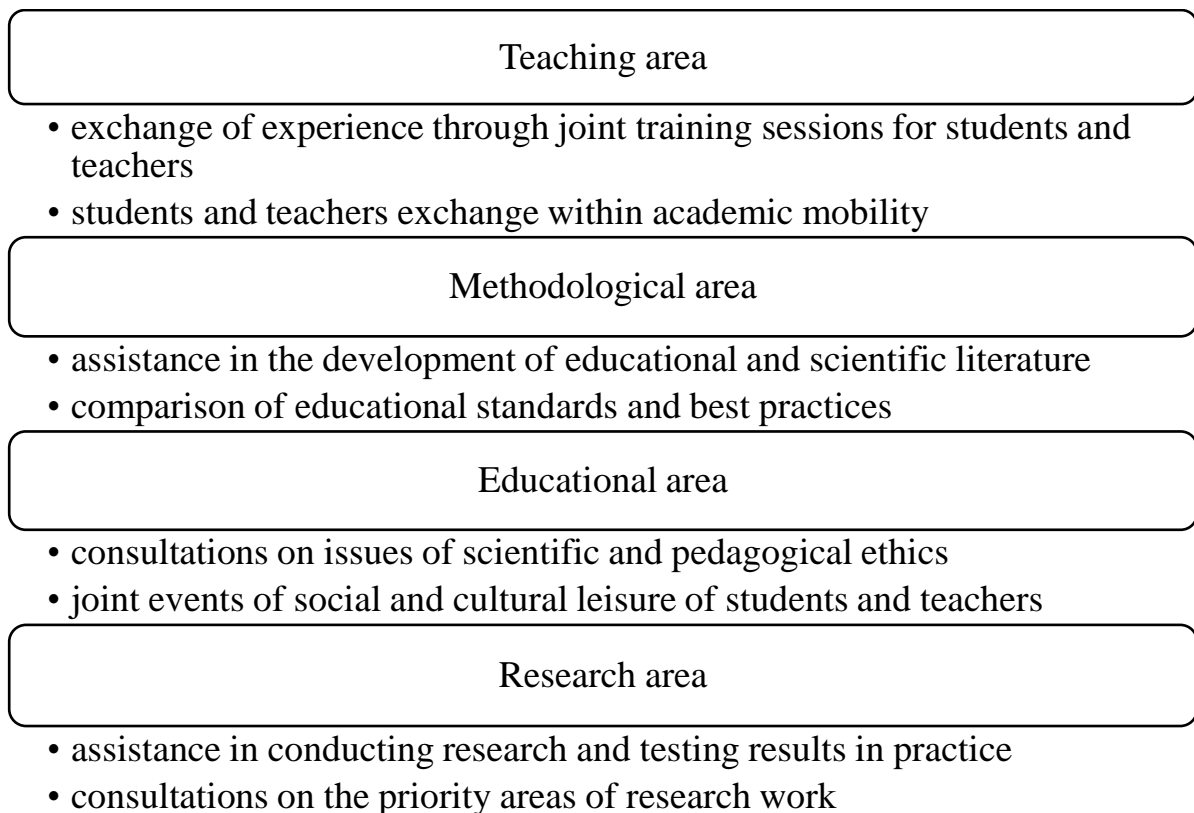 Teaching area
• exchange of experience through joint training sessions for students and
teachers
• students and teachers exchange within academic mobility
Methodological area
• assistance in the development of educational and scientific literature
• comparison of educational standards and best practices
Educational area
• consultations on issues of scientific and pedagogical ethics
• joint events of social and cultural leisure of students and teachers
Research area
• assistance in conducting research and testing results in practice
• consultations on the priority areas of research work